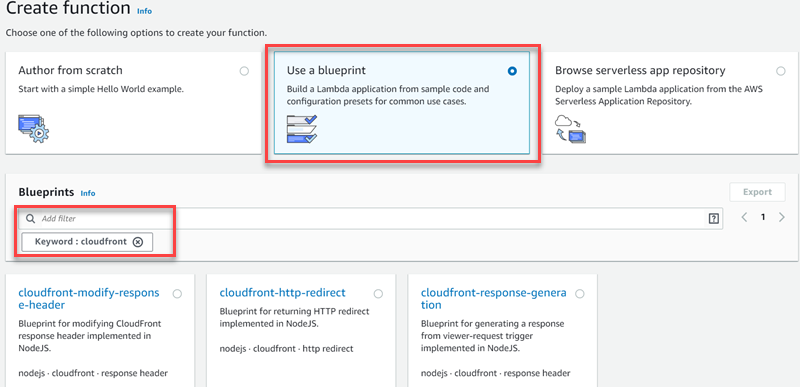 Create function Info
Choose one of the following options to create your function.
Author from scratch
Start with a simple Hello World example.
Use a blueprint
Build a Lambda application from sample code and
configuration presets for common use cases.
Browse serverless app repository
Deploy a sample Lambda application from the AWS
Serverless Application Repository.
Blueprints Info
Export
Add filter
?
1
Keyword : cloudfront
cloudfront-modify-respon
se-header
Blueprint for modifying CloudFront
response header implemented in
NodeJS.
nodejs · cloudfront · response header
cloudfront-http-redirect
Blueprint for returning HTTP redirect
implemented in NodeJS.
nodejs · cloudfront · http redirect
cloudfront-response-genera
tion
Blueprint for generating a response
from viewer-request trigger
implemented in NodeJS.
nodejs · cloudfront · response header